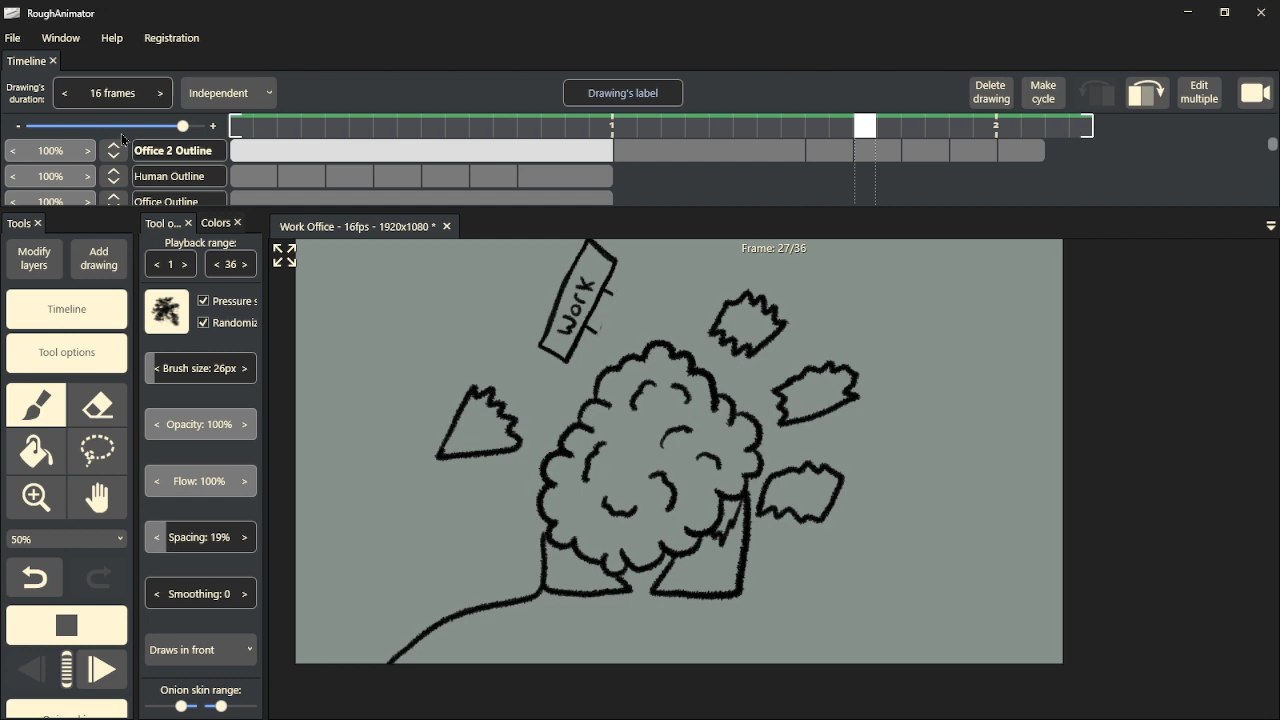 RoughAnimator
File Window Help Registration
Timeline
Drawing's duration: < 16 frames > Independent Drawing's label Delete drawing Make cycle Edit multiple
- + 1 2
< 100% > Office 2 Outline
< 100% > Human Outline
< 100% > Office Outline
Tools Tool o... Colors Work Office - 16fps - 1920x1080 *
Frame: 27/36
Modify layers Add drawing
Timeline
Tool options
50%
Playback range:
< 1 > < 36 >
Pressure s
Randomiz
< Brush size: 26px >
< Opacity: 100% >
< Flow: 100% >
< Spacing: 19% >
< Smoothing: 0 >
Draws in front
Onion skin range:
Work